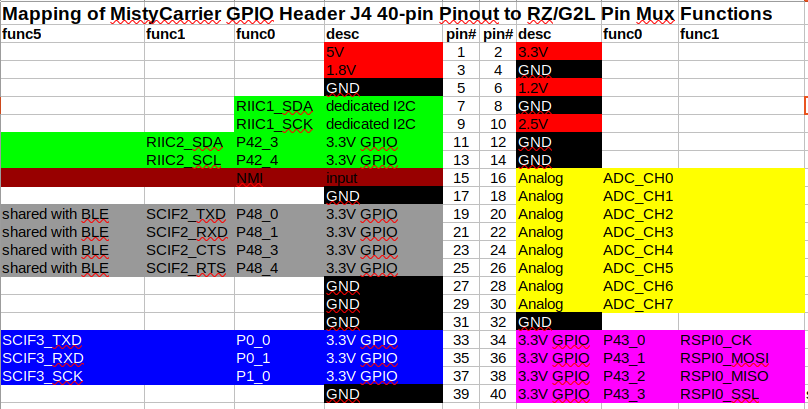 Mapping of MistyCarrier GPIO Header J4 40-pin Pinout to RZ/G2L Pin Mux Functions
func5 func1 func0 desc pin# pin# desc func0 func1
5V 1 2 3.3V
1.8V 3 4 GND
GND 5 6 1.2V
RIIC1_SDA dedicated I2C 7 8 GND
RIIC1_SCK dedicated I2C 9 10 2.5V
RIIC2_SDA P42_3 3.3V GPIO 11 12 GND
RIIC2_SCL P42_4 3.3V GPIO 13 14 GND
NMI input 15 16 Analog ADC_CH0
GND 17 18 Analog ADC_CH1
shared with BLE SCIF2_TXD P48_0 3.3V GPIO 19 20 Analog ADC_CH2
shared with BLE SCIF2_RXD P48_1 3.3V GPIO 21 22 Analog ADC_CH3
shared with BLE SCIF2_CTS P48_3 3.3V GPIO 23 24 Analog ADC_CH4
shared with BLE SCIF2_RTS P48_4 3.3V GPIO 25 26 Analog ADC_CH5
GND 27 28 Analog ADC_CH6
GND 29 30 Analog ADC_CH7
GND 31 32 GND
SCIF3_TXD P0_0 3.3V GPIO 33 34 3.3V GPIO P43_0 RSPI0_CK
SCIF3_RXD P0_1 3.3V GPIO 35 36 3.3V GPIO P43_1 RSPI0_MOSI
SCIF3_SCK P1_0 3.3V GPIO 37 38 3.3V GPIO P43_2 RSPI0_MISO
GND 39 40 3.3V GPIO P43_3 RSPI0_SSL